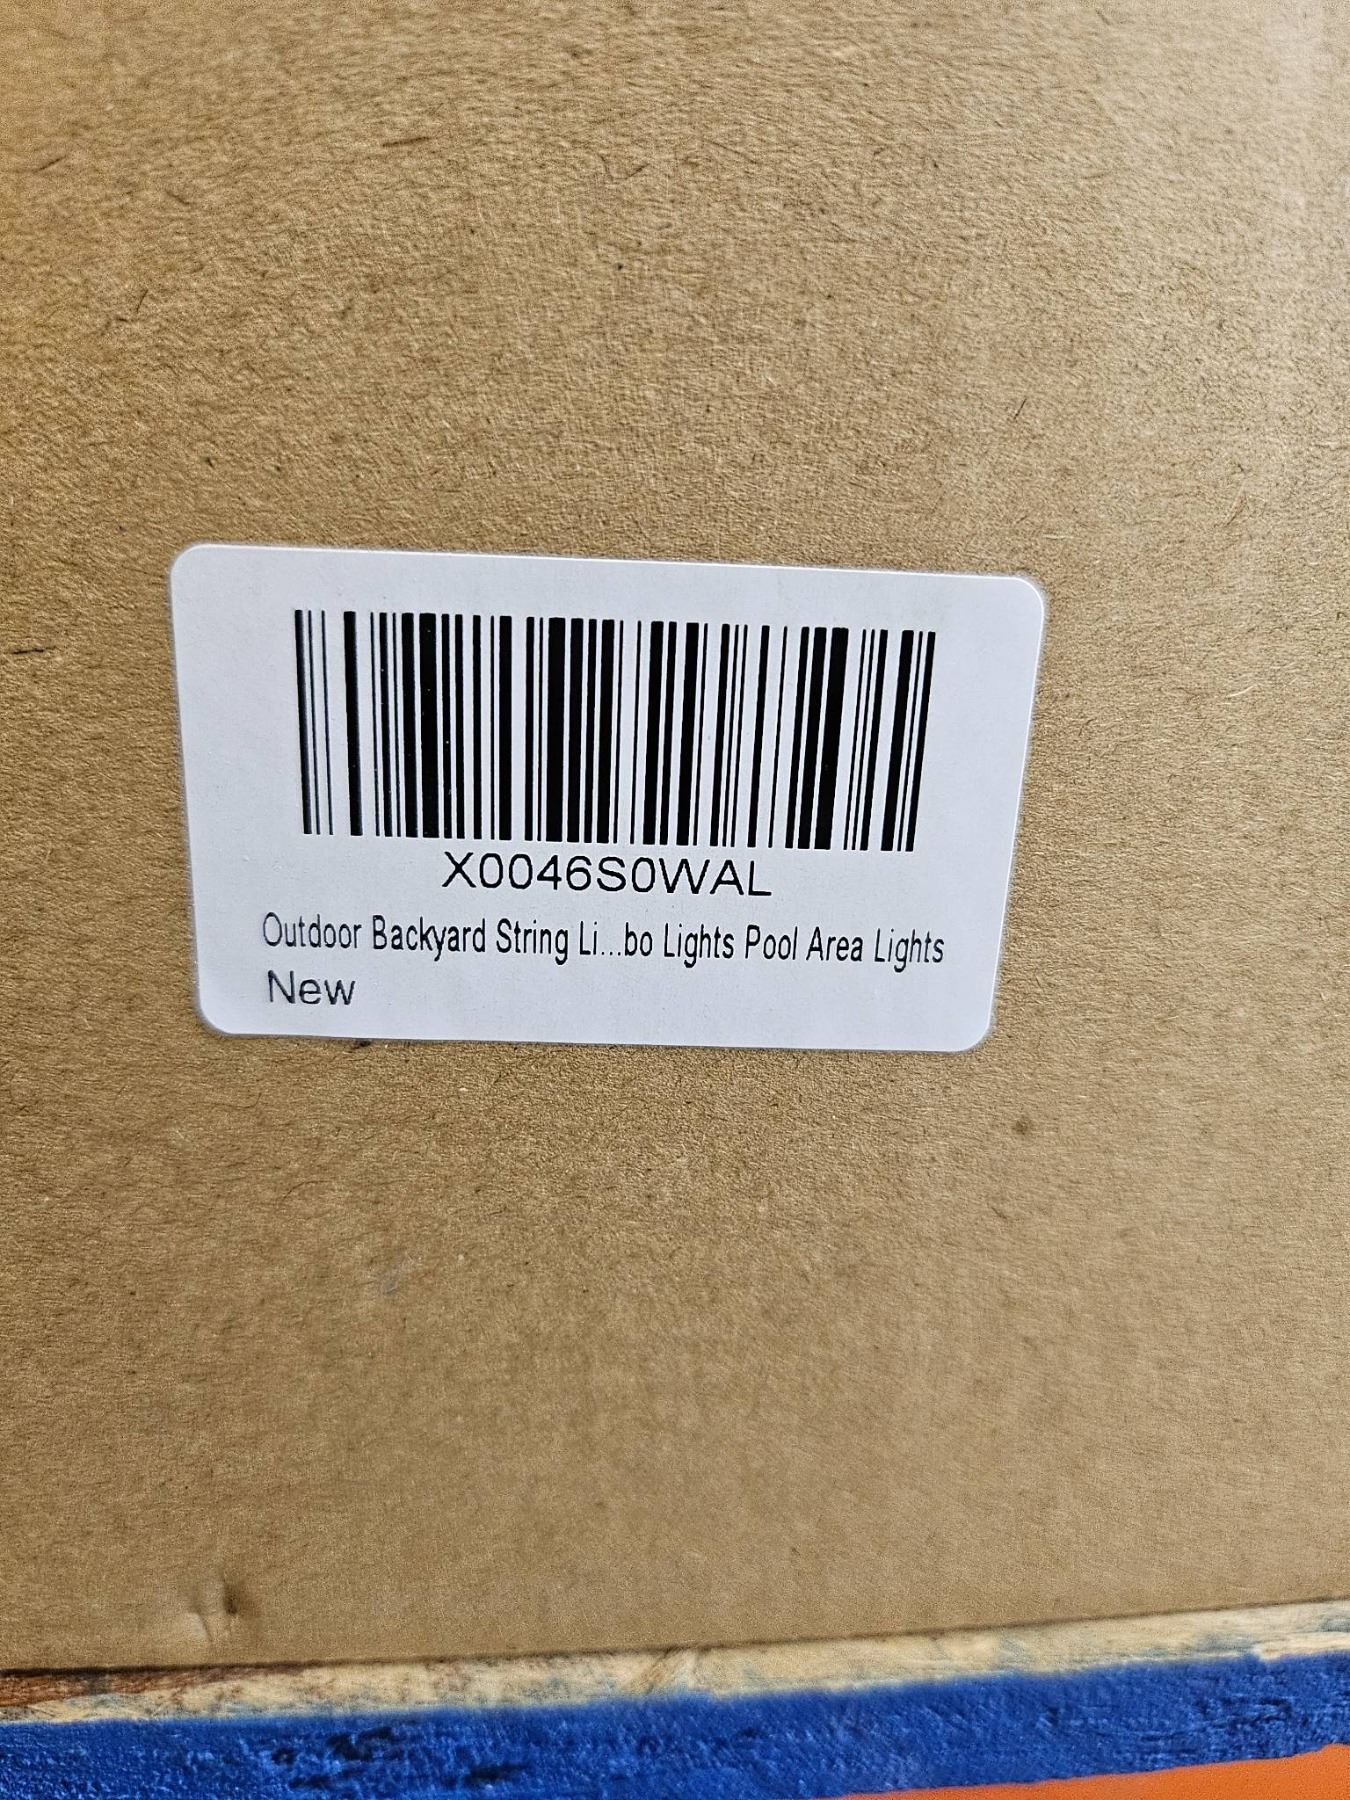 X0046S0WAL
Outdoor Backyard String Li...bo Lights Pool Area Lights
New